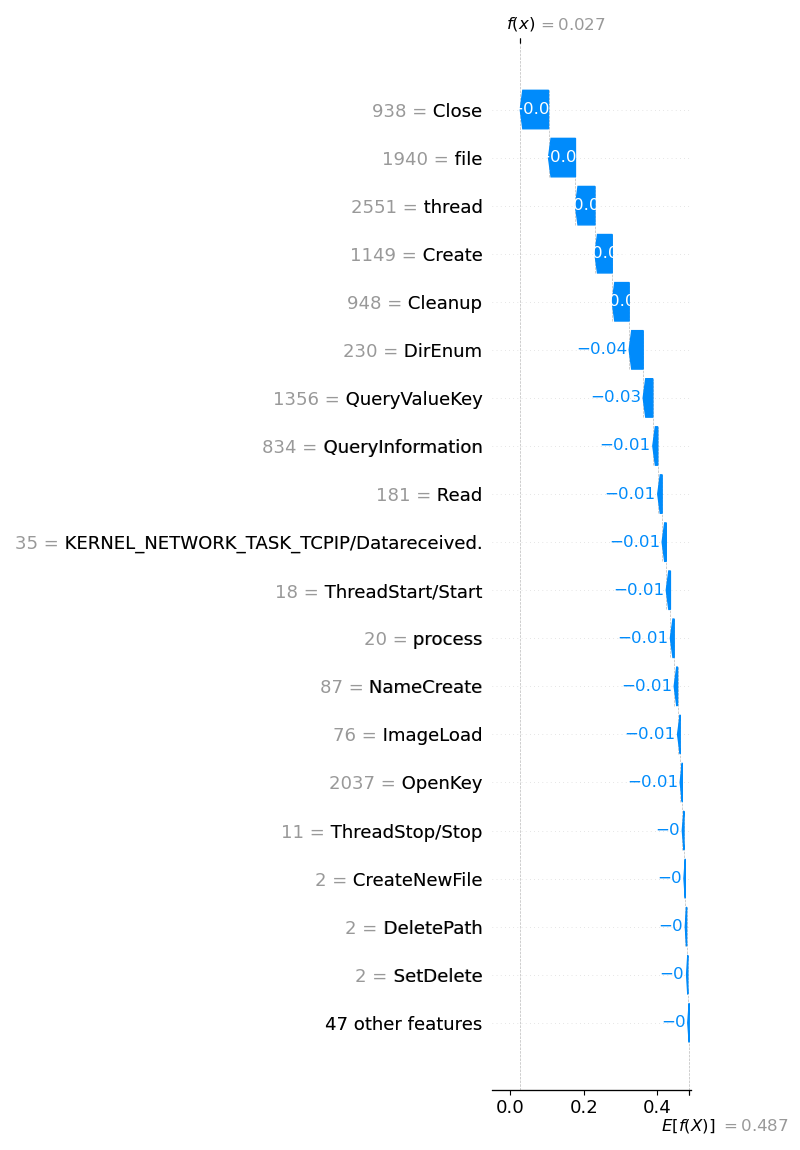 f(x) = 0.027
938 = Close
1940 = file
2551 = thread
1149 = Create
948 = Cleanup
230 = DirEnum −0.04
1356 = QueryValueKey −0.03
834 = QueryInformation −0.01
181 = Read −0.01
35 = KERNEL_NETWORK_TASK_TCPIP/Datareceived. −0.01
18 = ThreadStart/Start −0.01
20 = process −0.01
87 = NameCreate −0.01
76 = ImageLoad −0.01
2037 = OpenKey −0.01
11 = ThreadStop/Stop −0
2 = CreateNewFile −0
2 = DeletePath −0
2 = SetDelete −0
47 other features −0
0.0 0.2 0.4
E[f(X)] = 0.487